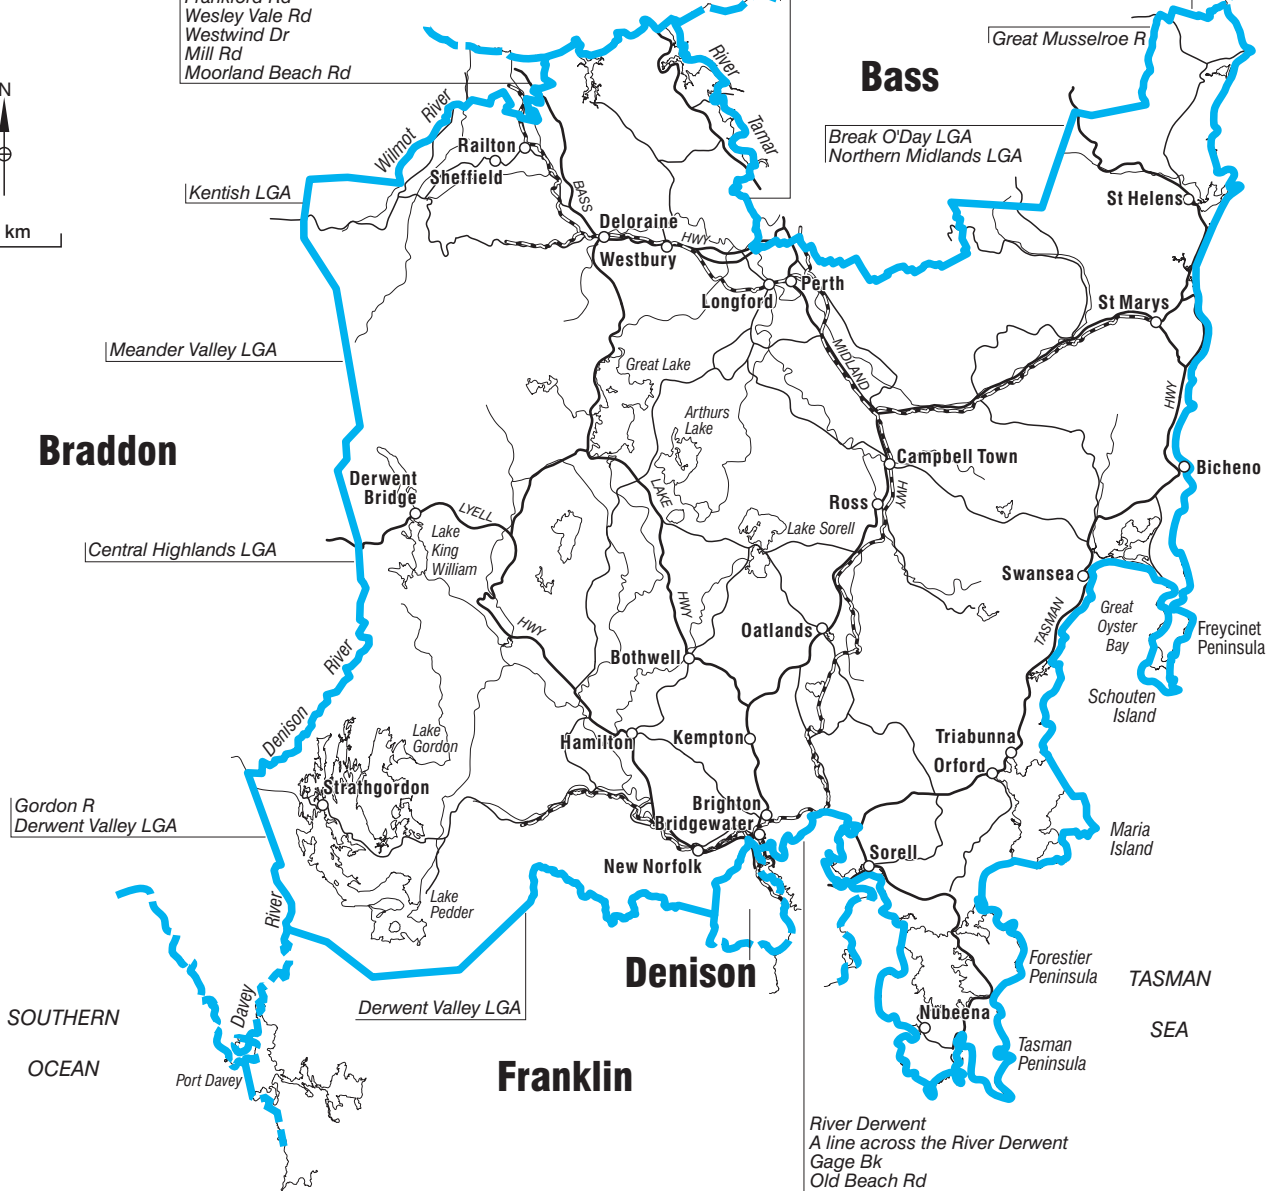 Wesley Vale Rd
Westwind Dr
Mill Rd
Moorland Beach Rd
Great Musselroe R
Bass
River
Tamar
N
Break O'Day LGA
Northern Midlands LGA
Wilmot River
Railton
Sheffield
Kentish LGA
BASS
HWY
km
Deloraine
Westbury
St Helens
Longford
Perth
St Marys
Meander Valley LGA
Great Lake
MIDLAND
HWY
Arthurs
Lake
Braddon
Campbell Town
Bicheno
Derwent
Bridge
LYELL
LAKE
Ross
HWY
Lake Sorell
Central Highlands LGA
Lake
King
William
Swansea
HWY
HWY
TASMAN
Great
Oyster
Bay
Oatlands
Freycinet
Peninsula
Bothwell
River
Denison
Schouten
Island
Lake
Gordon
Hamilton
Kempton
Triabunna
Orford
Strathgordon
Gordon R
Derwent Valley LGA
Brighton
Bridgewater
Maria
Island
New Norfolk
Sorell
Lake
Pedder
River
Denison
Forestier
Peninsula
TASMAN
SEA
Derwent Valley LGA
Davey
SOUTHERN
OCEAN
Nubeena
Tasman
Peninsula
Port Davey
Franklin
River Derwent
A line across the River Derwent
Gage Bk
Old Beach Rd